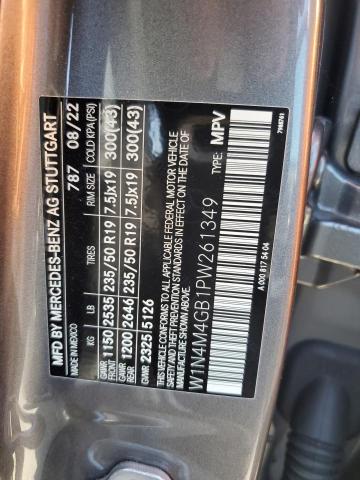 MFD BY MERCEDES-BENZ AG STUTTGART
MADE IN MEXICO 787 08/22
KG LB TIRES RIM SIZE COLD KPA (PSI)
GAWR FRONT 1150 2535 235/50 R19 7.5Jx19 300(43)
GAWR REAR 1200 2646 235/50 R19 7.5Jx19 300(43)
GVWR 2325 5126
THIS VEHICLE CONFORMS TO ALL APPLICABLE FEDERAL MOTOR VEHICLE
SAFETY, BUMPER, AND THEFT PREVENTION STANDARDS IN EFFECT
ON THE DATE OF MANUFACTURE SHOWN ABOVE.
W1N4M4GB1PW261349 TYPE: MPV
A 000 817 54 04